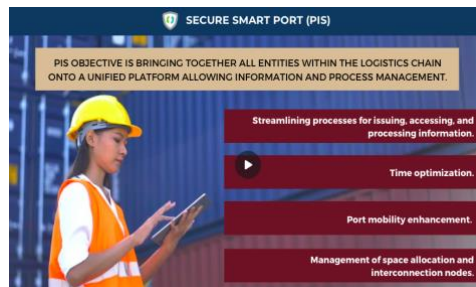 SECURE SMART PORT (PIS)
PIS OBJECTIVE IS BRINGING TOGETHER ALL ENTITIES WITHIN THE LOGISTICS CHAIN
ONTO A UNIFIED PLATFORM ALLOWING INFORMATION AND PROCESS MANAGEMENT.
Streamlining processes for issuing, accessing, and
processing information.
Time optimization.
Port mobility enhancement.
Management of space allocation and
interconnection nodes.